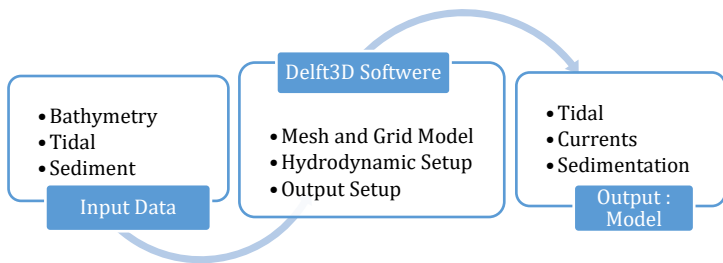 • Bathymetry
• Tidal
• Sediment
Input Data
Delft3D Softwere
• Mesh and Grid Model
• Hydrodynamic Setup
• Output Setup
• Tidal
• Currents
• Sedimentation
Output :
Model